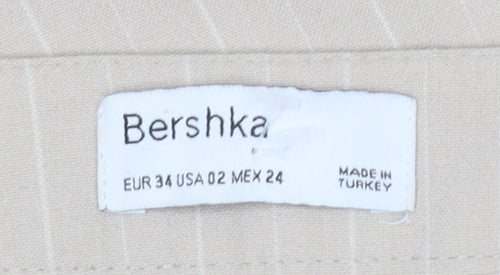 Bershka
EUR 34 USA 02 MEX 24
MADE IN
TURKEY